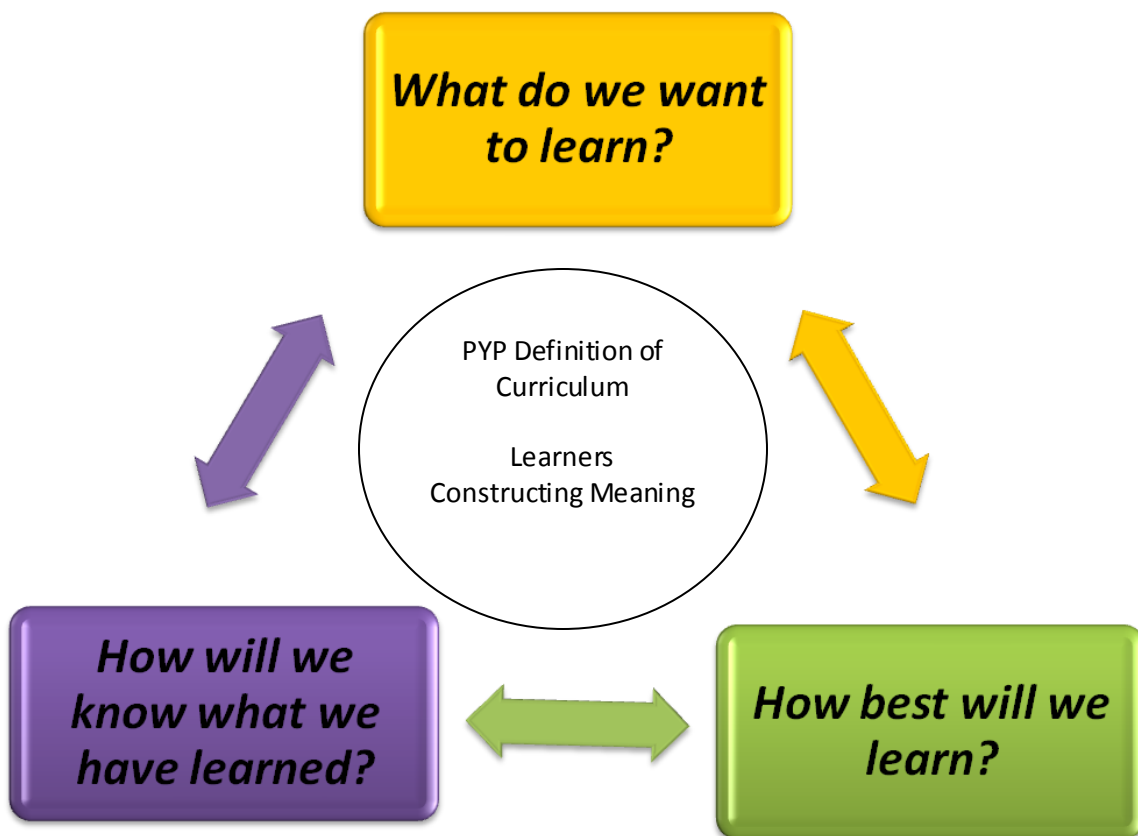 What do we want
to learn?
PYP Definition of
Curriculum
Learners
Constructing Meaning
How will we
know what we
have learned?
How best will we
learn?